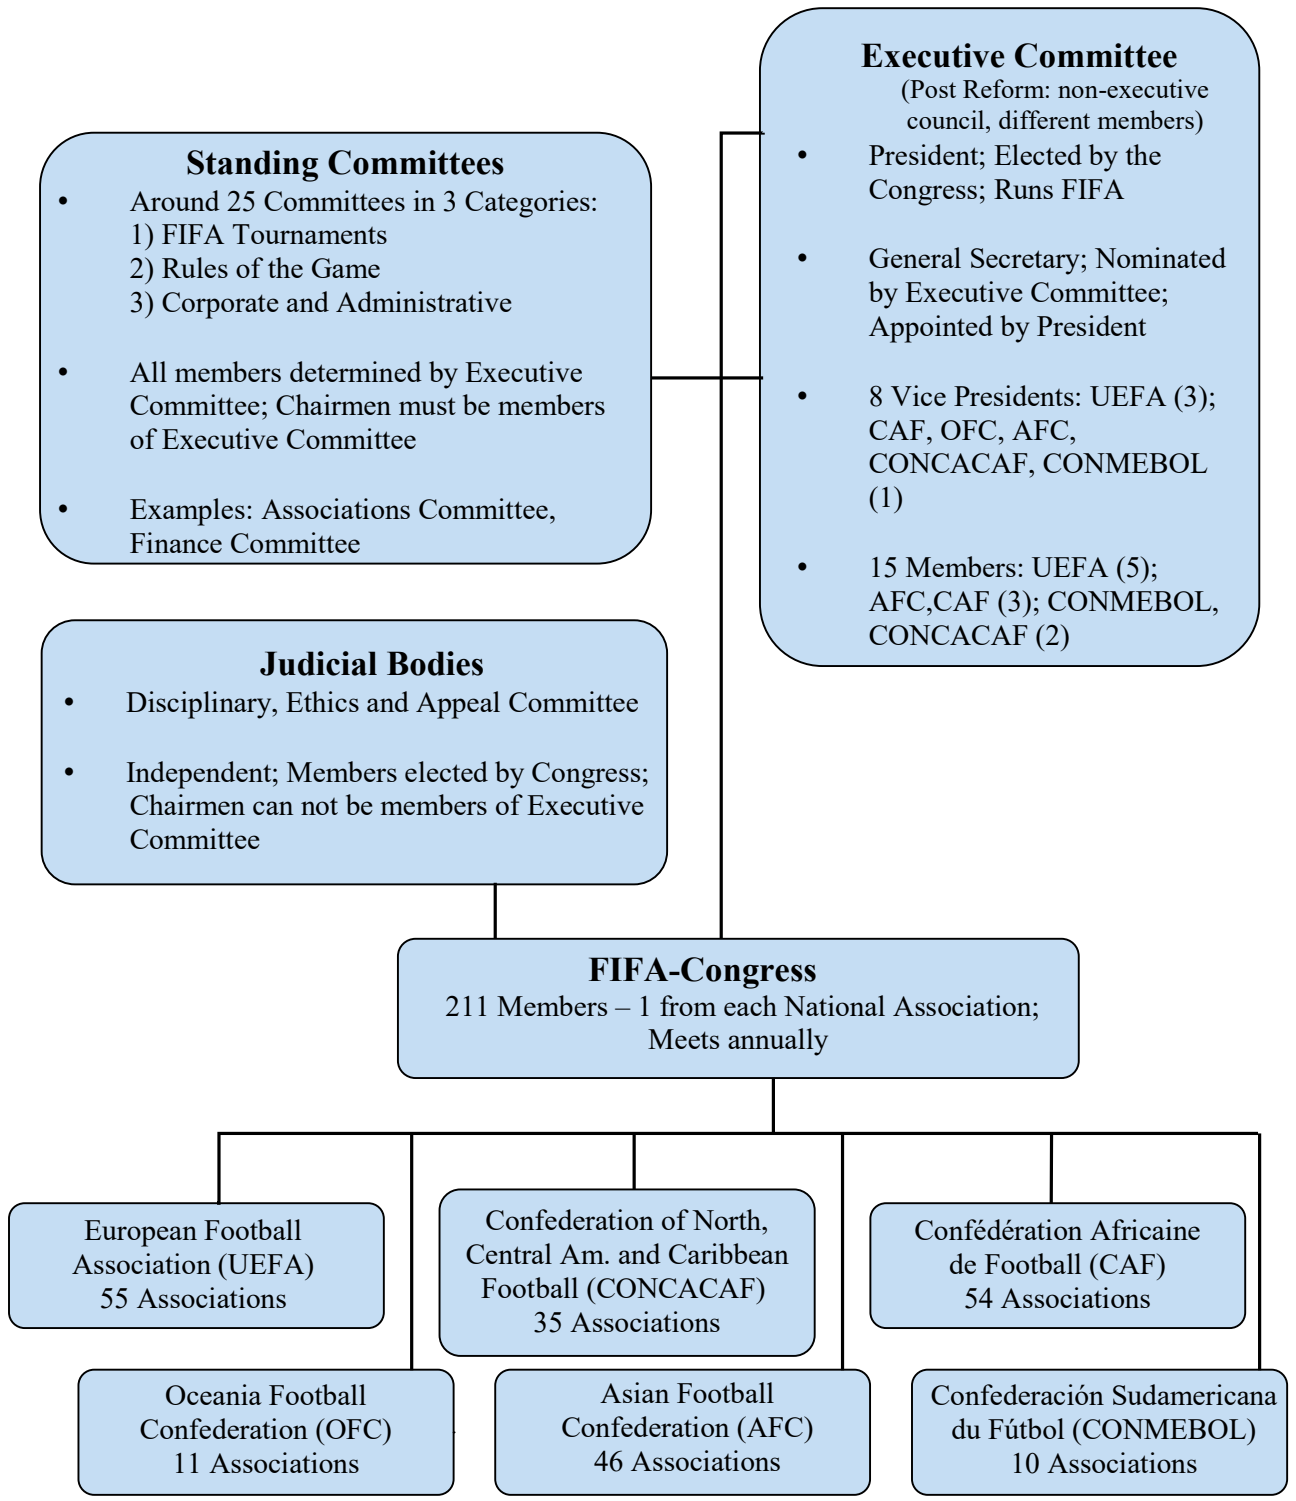 Executive Committee
(Post Reform: non-executive
council, different members)
• President; Elected by the
Congress; Runs FIFA
• General Secretary; Nominated
by Executive Committee;
Appointed by President
• 8 Vice Presidents: UEFA (3);
CAF, OFC, AFC,
CONCACAF, CONMEBOL
(1)
• 15 Members: UEFA (5);
AFC,CAF (3); CONMEBOL,
CONCACAF (2)
Standing Committees
• Around 25 Committees in 3 Categories:
1) FIFA Tournaments
2) Rules of the Game
3) Corporate and Administrative
• All members determined by Executive
Committee; Chairmen must be members
of Executive Committee
• Examples: Associations Committee,
Finance Committee
Judicial Bodies
• Disciplinary, Ethics and Appeal Committee
• Independent; Members elected by Congress;
Chairmen can not be members of Executive
Committee
FIFA-Congress
211 Members – 1 from each National Association;
Meets annually
European Football
Association (UEFA)
55 Associations
Confederation of North,
Central Am. and Caribbean
Football (CONCACAF)
35 Associations
Confédération Africaine
de Football (CAF)
54 Associations
Oceania Football
Confederation (OFC)
11 Associations
Asian Football
Confederation (AFC)
46 Associations
Confederación Sudamericana
du Fútbol (CONMEBOL)
10 Associations